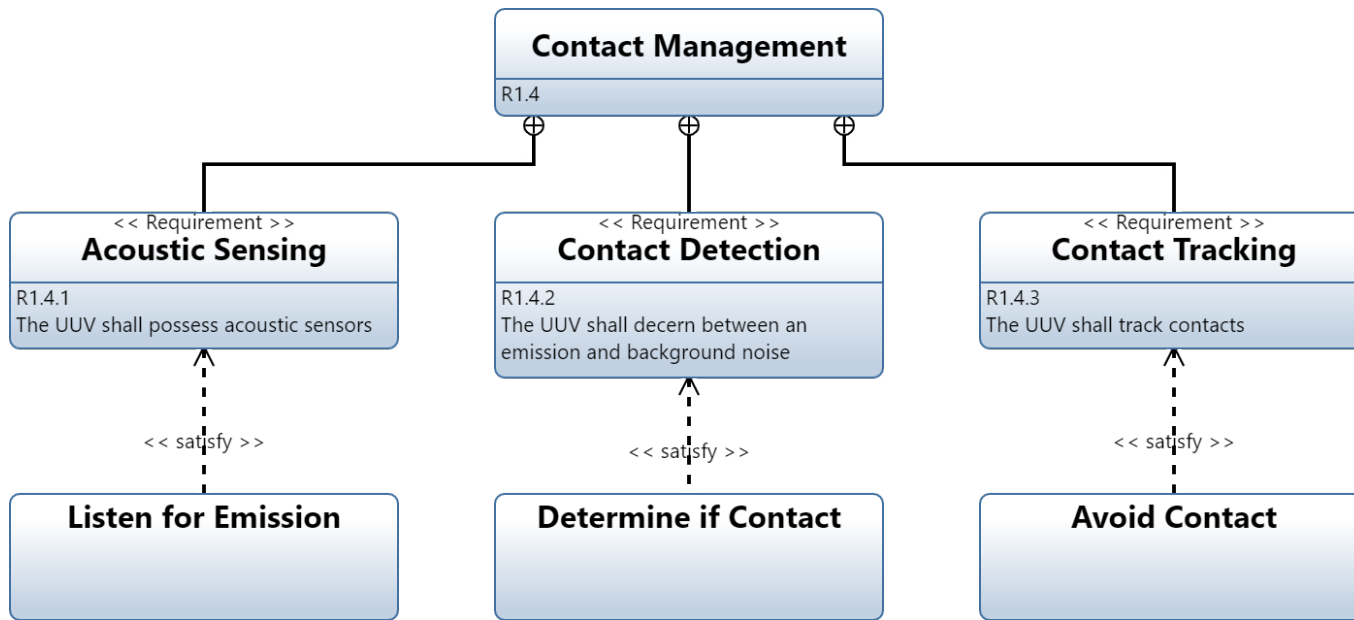 Contact Management
R1.4
<< Requirement >>
Acoustic Sensing
R1.4.1
The UUV shall possess acoustic sensors
<< Requirement >>
Contact Detection
R1.4.2
The UUV shall decern between an
emission and background noise
<< Requirement >>
Contact Tracking
R1.4.3
The UUV shall track contacts
<< satisfy >>
<< satisfy >>
<< satisfy >>
Listen for Emission
Determine if Contact
Avoid Contact